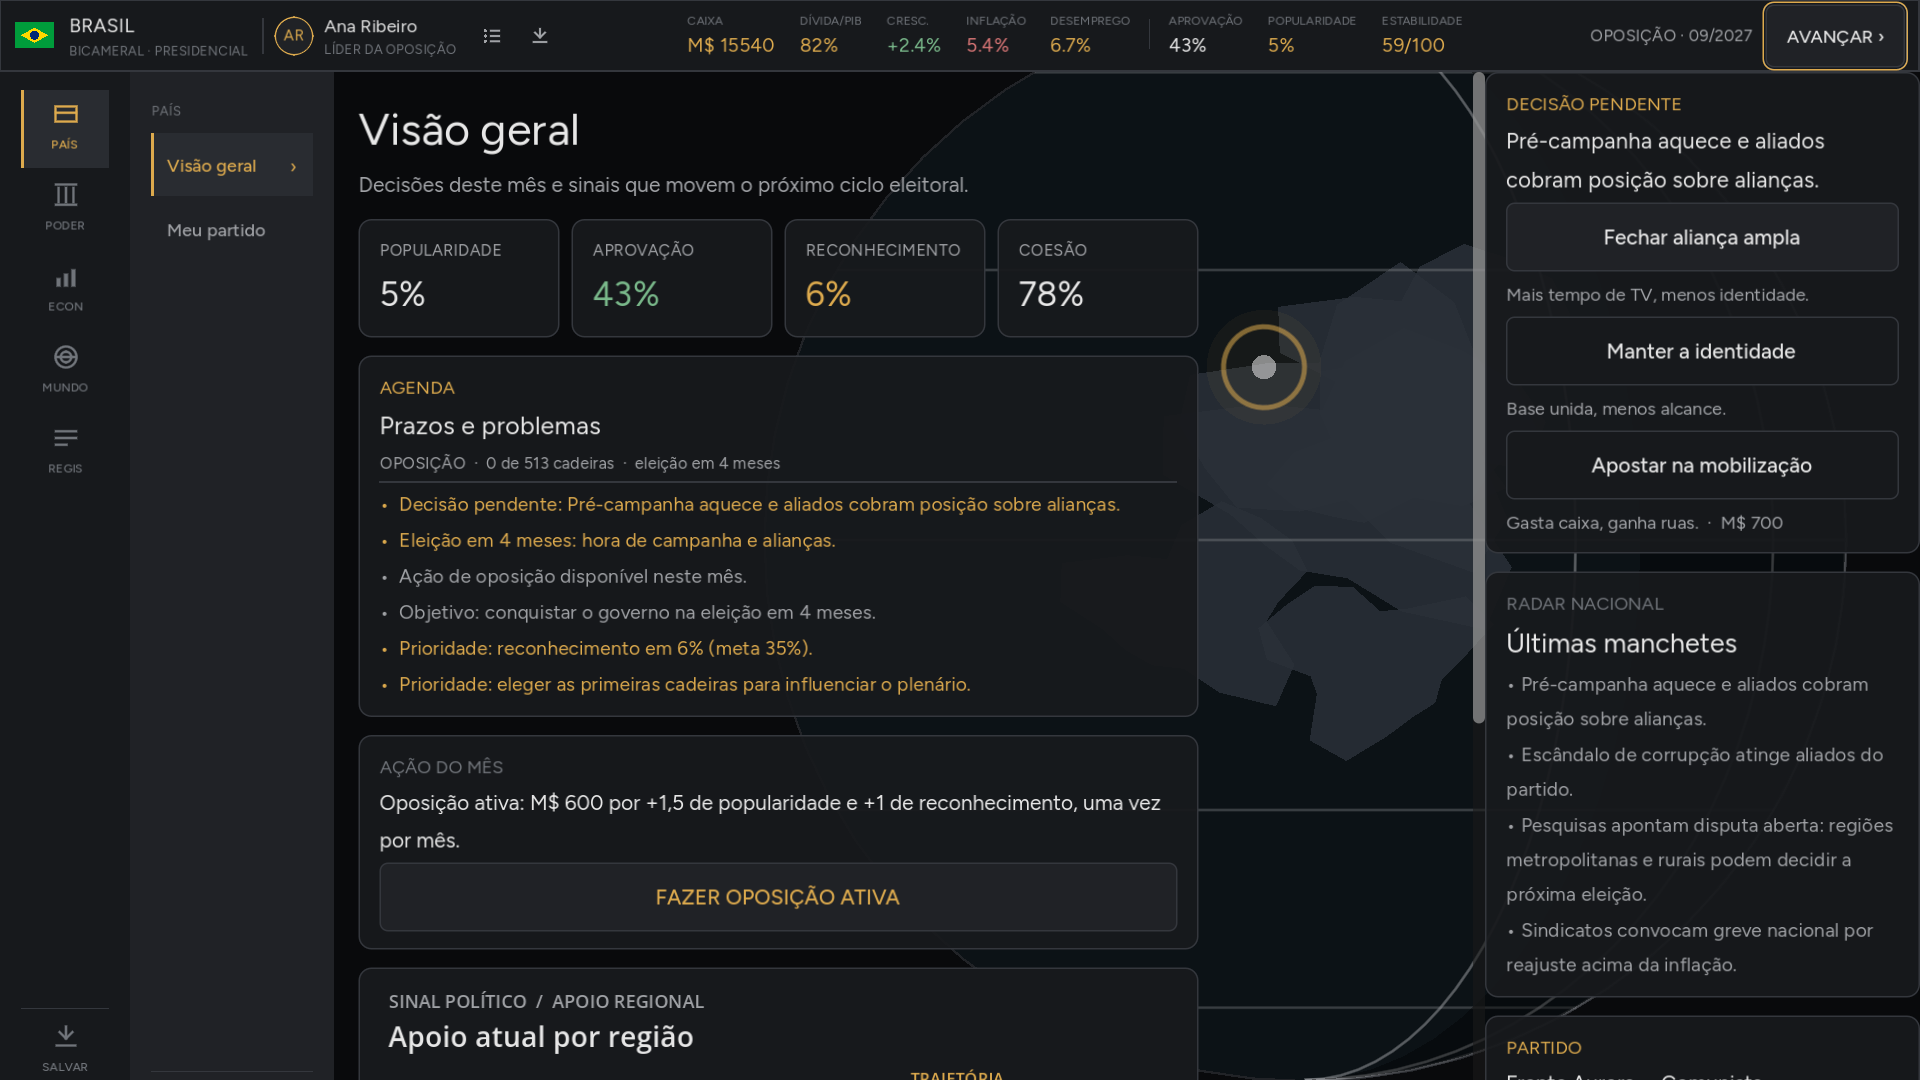 BRASIL
BICAMERAL · PRESIDENCIAL
AR
Ana Ribeiro
LÍDER DA OPOSIÇÃO
CAIXA
M$ 15540
DÍVIDA/PIB
82%
CRESC.
+2.4%
INFLAÇÃO
5.4%
DESEMPREGO
6.7%
APROVAÇÃO
43%
POPULARIDADE
5%
ESTABILIDADE
59/100
OPOSIÇÃO · 09/2027
AVANÇAR ›
PAÍS
PODER
ECON
MUNDO
REGIS
SALVAR
PAÍS
Visão geral ›
Meu partido
Visão geral
Decisões deste mês e sinais que movem o próximo ciclo eleitoral.
POPULARIDADE
5%
APROVAÇÃO
43%
RECONHECIMENTO
6%
COESÃO
78%
AGENDA
Prazos e problemas
OPOSIÇÃO · 0 de 513 cadeiras · eleição em 4 meses
• Decisão pendente: Pré-campanha aquece e aliados cobram posição sobre alianças.
• Eleição em 4 meses: hora de campanha e alianças.
• Ação de oposição disponível neste mês.
• Objetivo: conquistar o governo na eleição em 4 meses.
• Prioridade: reconhecimento em 6% (meta 35%).
• Prioridade: eleger as primeiras cadeiras para influenciar o plenário.
AÇÃO DO MÊS
Oposição ativa: M$ 600 por +1,5 de popularidade e +1 de reconhecimento, uma vez
por mês.
FAZER OPOSIÇÃO ATIVA
SINAL POLÍTICO / APOIO REGIONAL
Apoio atual por região
TRAJETÓRIA
DECISÃO PENDENTE
Pré-campanha aquece e aliados
cobram posição sobre alianças.
Fechar aliança ampla
Mais tempo de TV, menos identidade.
Manter a identidade
Base unida, menos alcance.
Apostar na mobilização
Gasta caixa, ganha ruas. · M$ 700
RADAR NACIONAL
Últimas manchetes
• Pré-campanha aquece e aliados cobram
posição sobre alianças.
• Escândalo de corrupção atinge aliados do
partido.
• Pesquisas apontam disputa aberta: regiões
metropolitanas e rurais podem decidir a
próxima eleição.
• Sindicatos convocam greve nacional por
reajuste acima da inflação.
PARTIDO